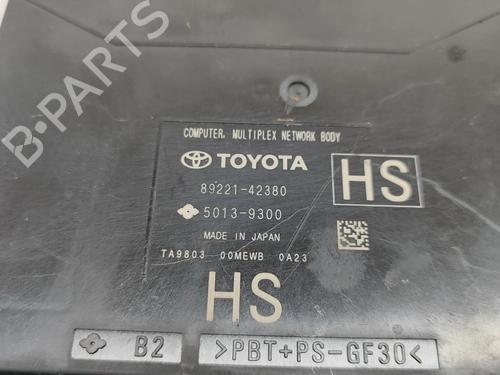 B-PARTS
COMPUTER, MULTIPLEX NETWORK BODY
TOYOTA
HS
89221-42380
5013-9300
MADE IN JAPAN
TA9803 00MEWB 0A23
HS
B2 >PBT+PS-GF30<